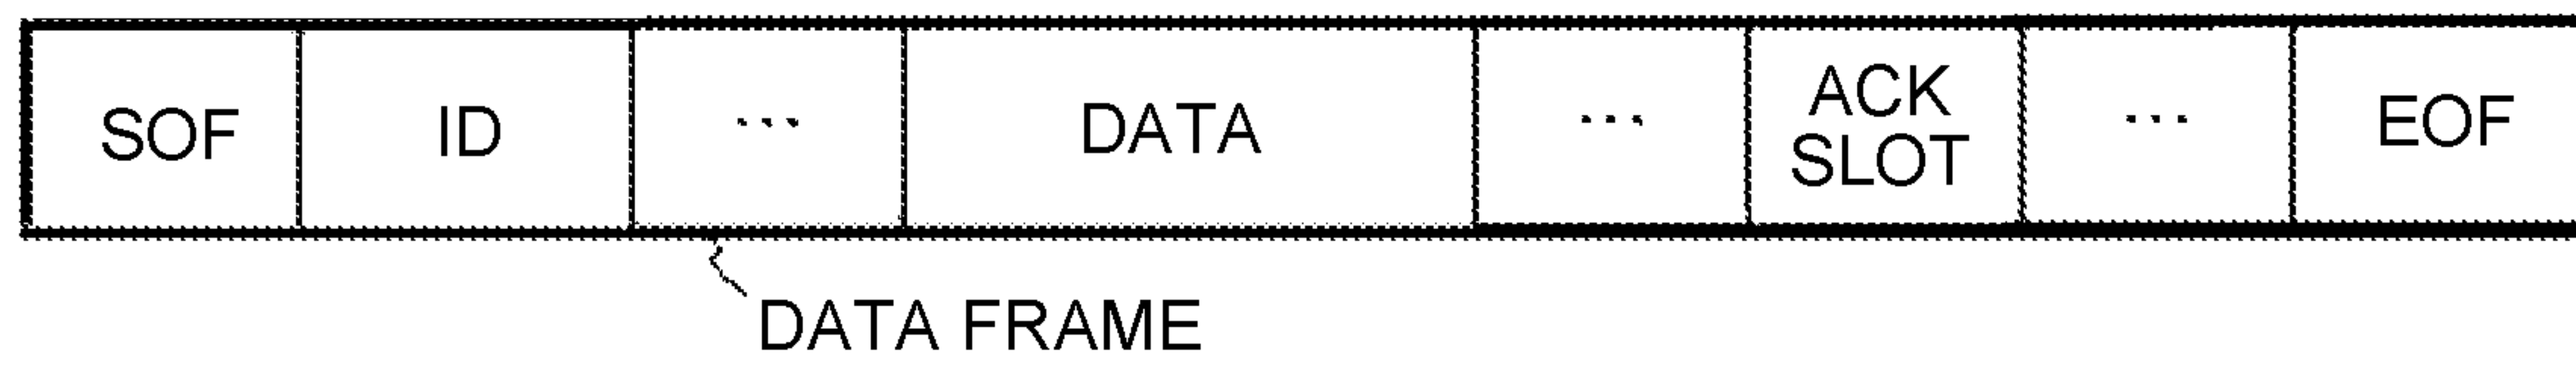 SOF ID ... DATA ... ACK SLOT ... EOF
DATA FRAME